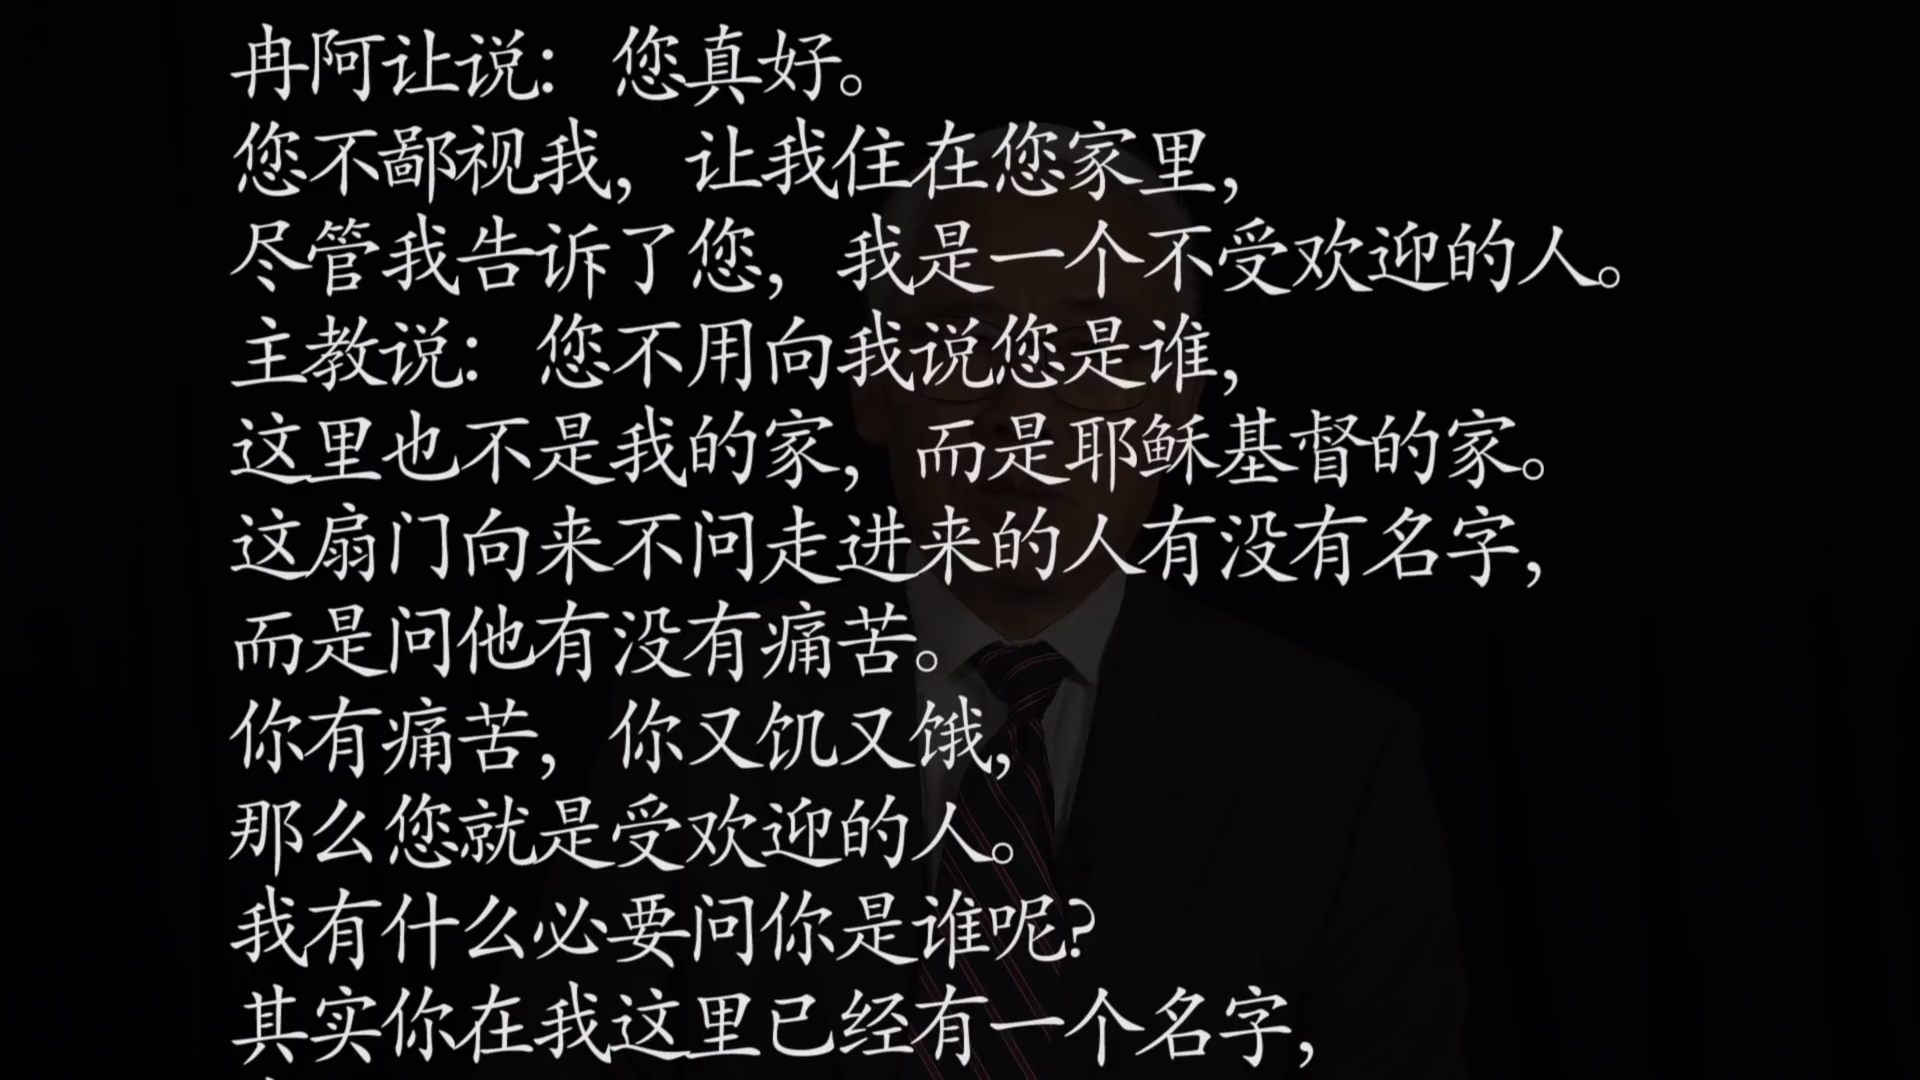 冉阿让说：您真好。
您不鄙视我，让我住在您家里，
尽管我告诉了您，我是一个不受欢迎的人。
主教说：您不用向我说您是谁，
这里也不是我的家，而是耶稣基督的家。
这扇门向来不问走进来的人有没有名字，
而是问他有没有痛苦。
你有痛苦，你又饥又饿，
那么您就是受欢迎的人。
我有什么必要问你是谁呢？
其实你在我这里已经有一个名字，